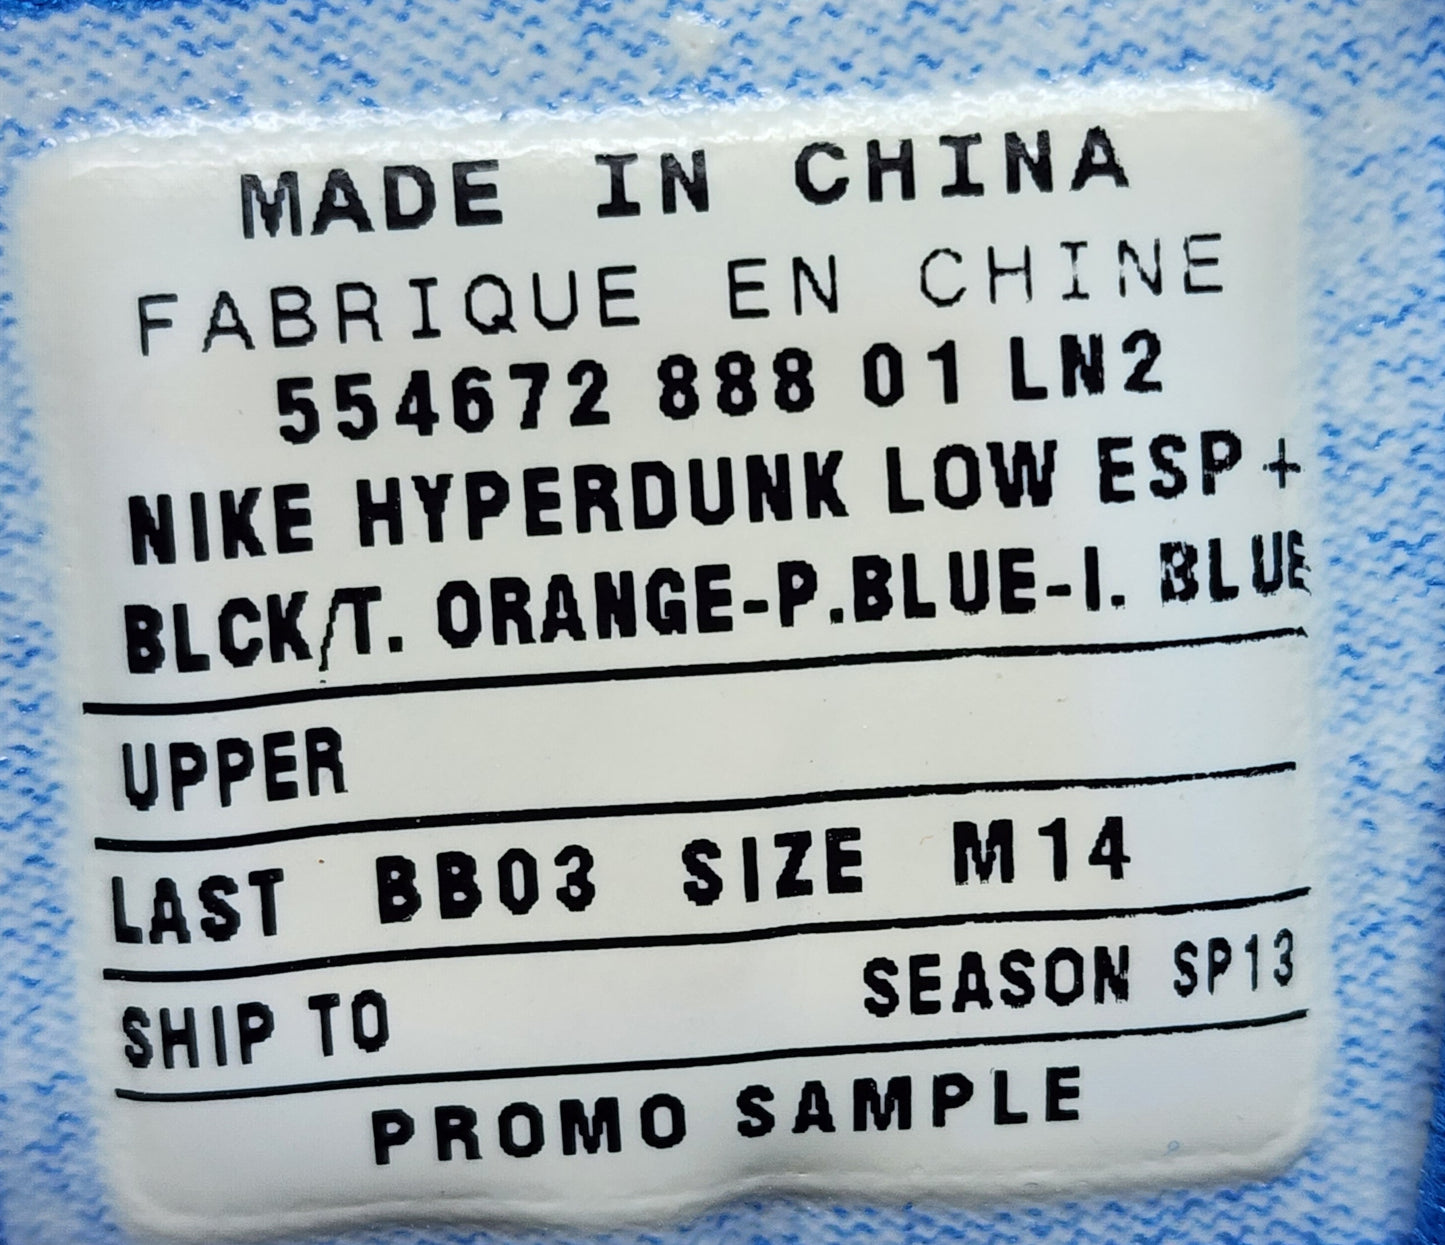 MADE IN CHINA
FABRIQUE EN CHINE
554672 888 01 LN2
NIKE HYPERDUNK LOW ESP+
BLCK/T. ORANGE-P.BLUE-I. BLUE
UPPER
LAST BB03 SIZE M14
SHIP TO SEASON SP13
PROMO SAMPLE